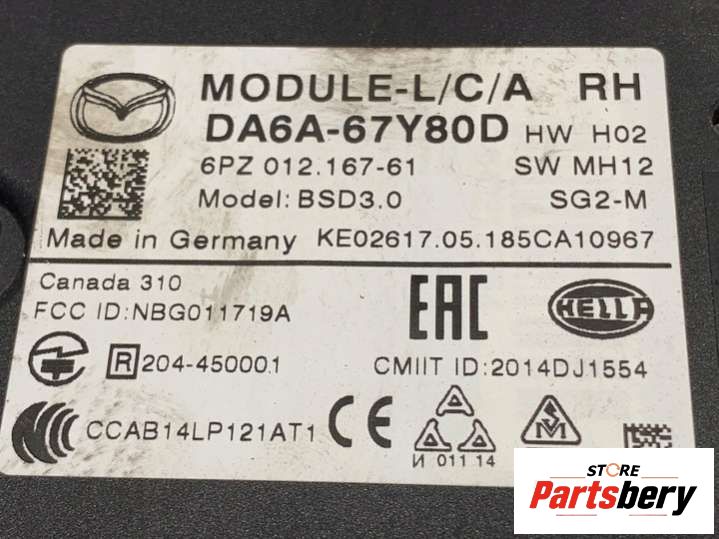 MODULE-L/C/A RH
DA6A-67Y80D HW H02
6PZ 012.167-61 SW MH12
Model: BSD3.0 SG2-M
Made in Germany KE02617.05.185CA10967
Canada 310
FCC ID:NBG011719A
EAC HELLA
R 204-450001
CMIIT ID:2014DJ1554
CCAB14LP121AT1 CE
И 011 14
STORE
Partsbery